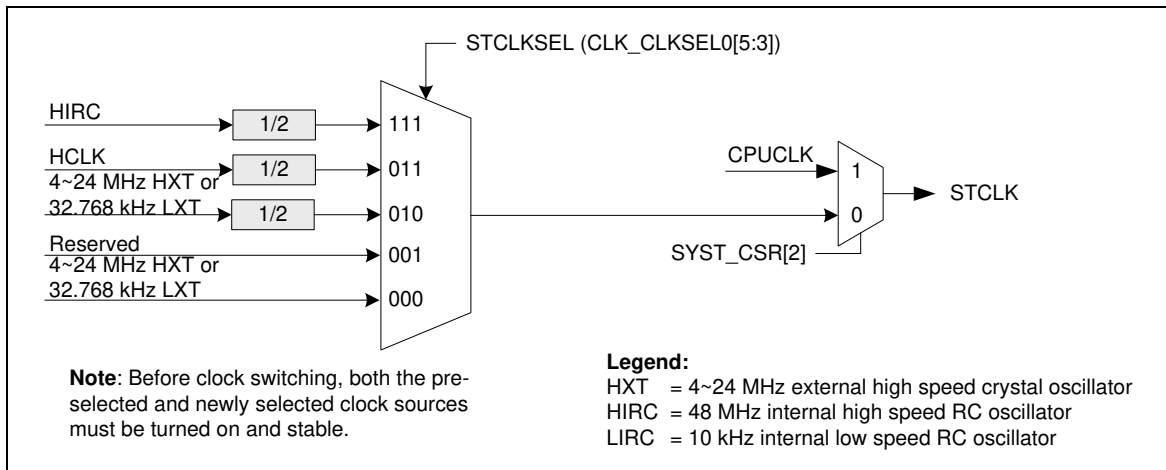 STCLKSEL (CLK_CLKSEL0[5:3])
HIRC
1/2
111
HCLK
1/2
011
4~24 MHz HXT or
32.768 kHz LXT
1/2
010
Reserved
001
4~24 MHz HXT or
32.768 kHz LXT
000
CPUCLK
1
0
STCLK
SYST_CSR[2]
Note: Before clock switching, both the pre-
selected and newly selected clock sources
must be turned on and stable.
Legend:
HXT = 4~24 MHz external high speed crystal oscillator
HIRC = 48 MHz internal high speed RC oscillator
LIRC = 10 kHz internal low speed RC oscillator